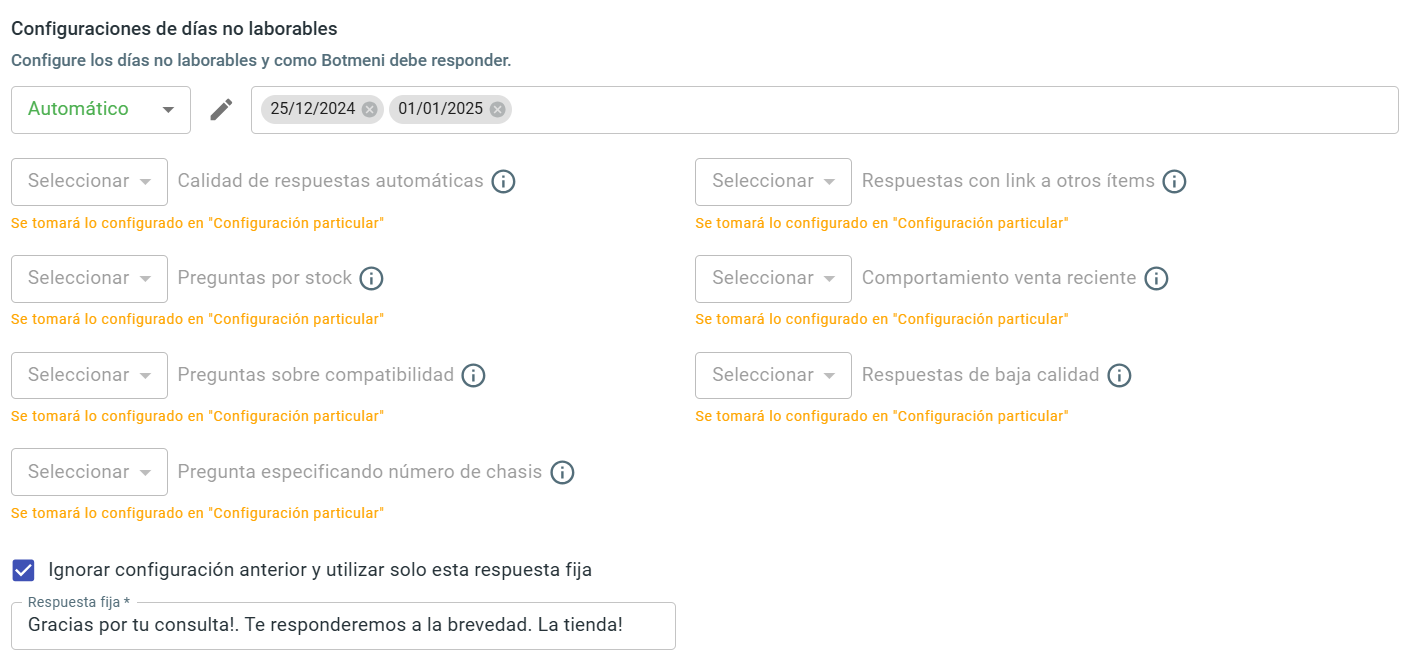 Configuraciones de días no laborables
Configure los días no laborables y como Botmeni debe responder.
Automático 25/12/2024 01/01/2025
Seleccionar Calidad de respuestas automáticas Seleccionar Respuestas con link a otros ítems
Se tomará lo configurado en "Configuración particular" Se tomará lo configurado en "Configuración particular"
Seleccionar Preguntas por stock Seleccionar Comportamiento venta reciente
Se tomará lo configurado en "Configuración particular" Se tomará lo configurado en "Configuración particular"
Seleccionar Preguntas sobre compatibilidad Seleccionar Respuestas de baja calidad
Se tomará lo configurado en "Configuración particular" Se tomará lo configurado en "Configuración particular"
Seleccionar Pregunta especificando número de chasis
Se tomará lo configurado en "Configuración particular"
Ignorar configuración anterior y utilizar solo esta respuesta fija
Respuesta fija *
Gracias por tu consulta!. Te responderemos a la brevedad. La tienda!